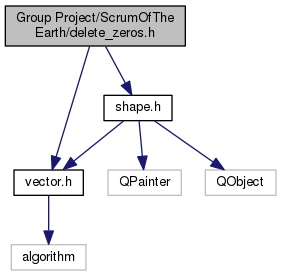 Group Project/ScrumOfThe
Earth/delete_zeros.h
shape.h
vector.h
QPainter
QObject
algorithm